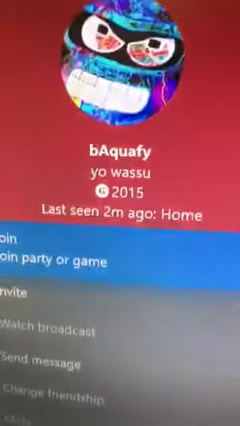 bAquafy
yo wassu
G 2015
Last seen 2m ago: Home
oin
oin party or game
nvite
Watch broadcast
Send message
Change friendship